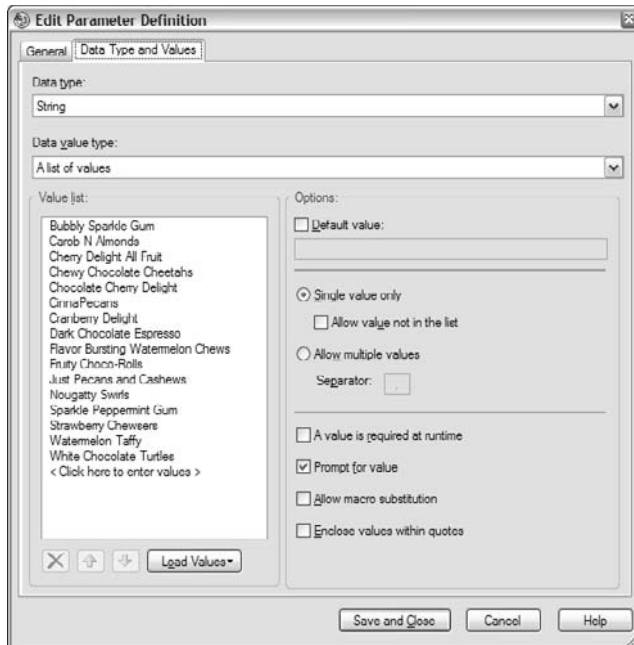 Edit Parameter Definition
General
Data Type and Values
Data type:
String
Data value type:
A list of values
Value list:
Bubbly Sparkle Gum
Carob N Almonds
Cherry Delight All Fruit
Chewy Chocolate Cheetahs
Chocolate Cherry Delight
CinnaPecans
Cranberry Delight
Dark Chocolate Espresso
Flavor Bursting Watermelon Chews
Fruity Choco-Rolls
Just Pecans and Cashews
Nougatty Swirls
Sparkle Peppermint Gum
Strawberry Chewsers
Watermelon Taffy
White Chocolate Turtles
< Click here to enter values >
Load Values
Options:
Default value:
Single value only
Allow value not in the list
Allow multiple values
Separator: ,
A value is required at runtime
Prompt for value
Allow macro substitution
Enclose values within quotes
Save and Close
Cancel
Help